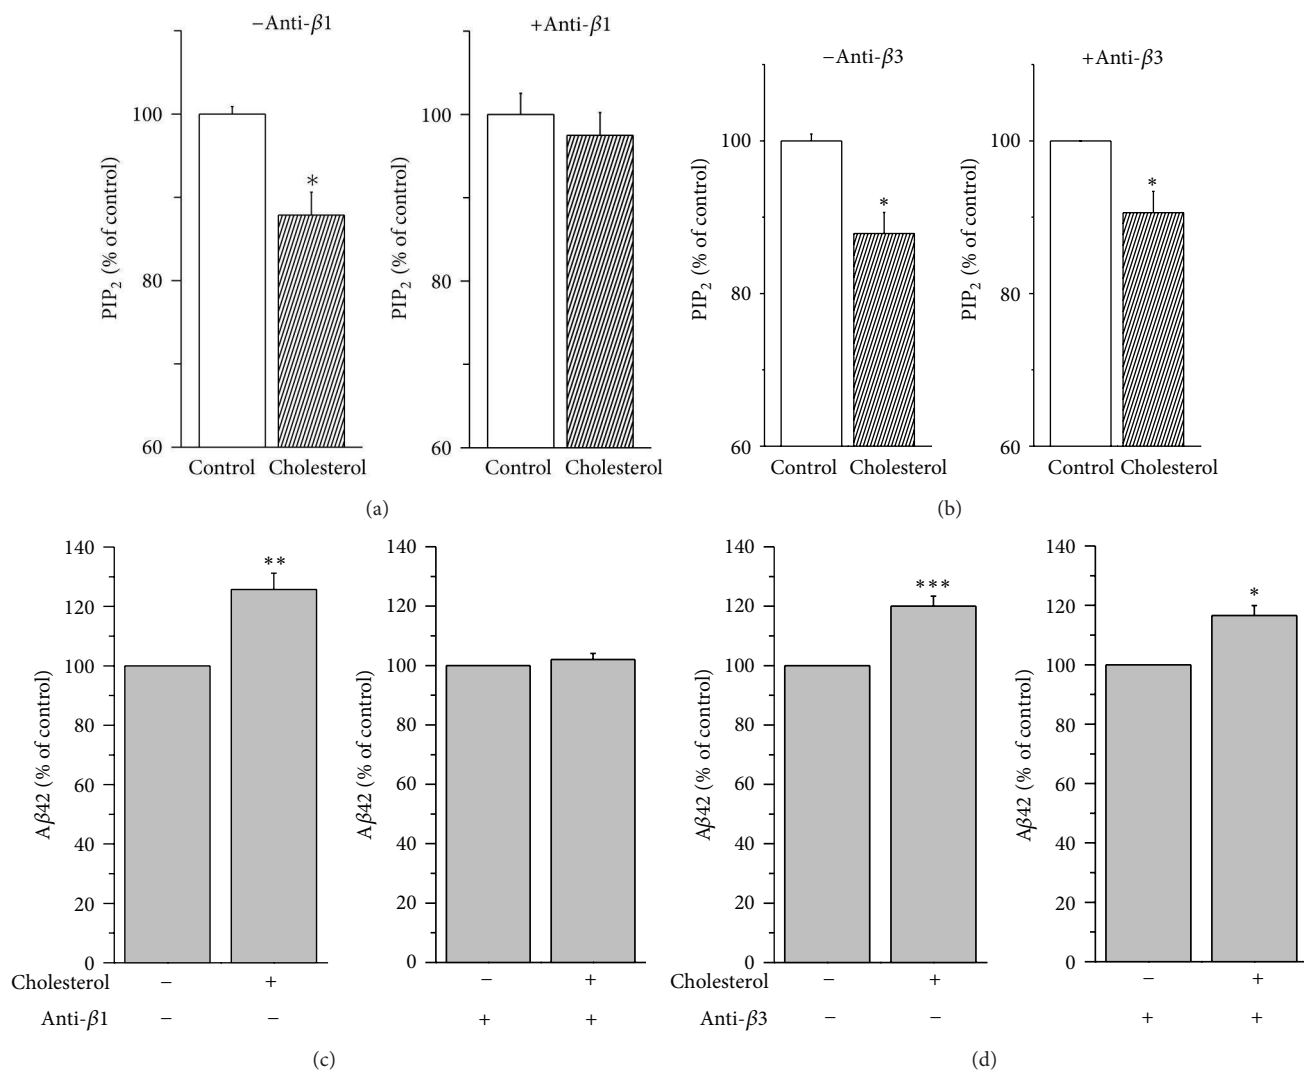 −Anti-β1
+Anti-β1
−Anti-β3
+Anti-β3
PIP₂ (% of control)
100
80
60
*
Control Cholesterol
PIP₂ (% of control)
100
80
60
Control Cholesterol
(a)
PIP₂ (% of control)
100
80
60
*
Control Cholesterol
PIP₂ (% of control)
100
80
60
*
Control Cholesterol
(b)
Aβ42 (% of control)
140
120
100
80
60
40
20
0
**
Aβ42 (% of control)
140
120
100
80
60
40
20
0
Cholesterol − + − +
Anti-β1 − − + +
(c)
Aβ42 (% of control)
140
120
100
80
60
40
20
0
***
Aβ42 (% of control)
140
120
100
80
60
40
20
0
*
Cholesterol − + − +
Anti-β3 − − + +
(d)